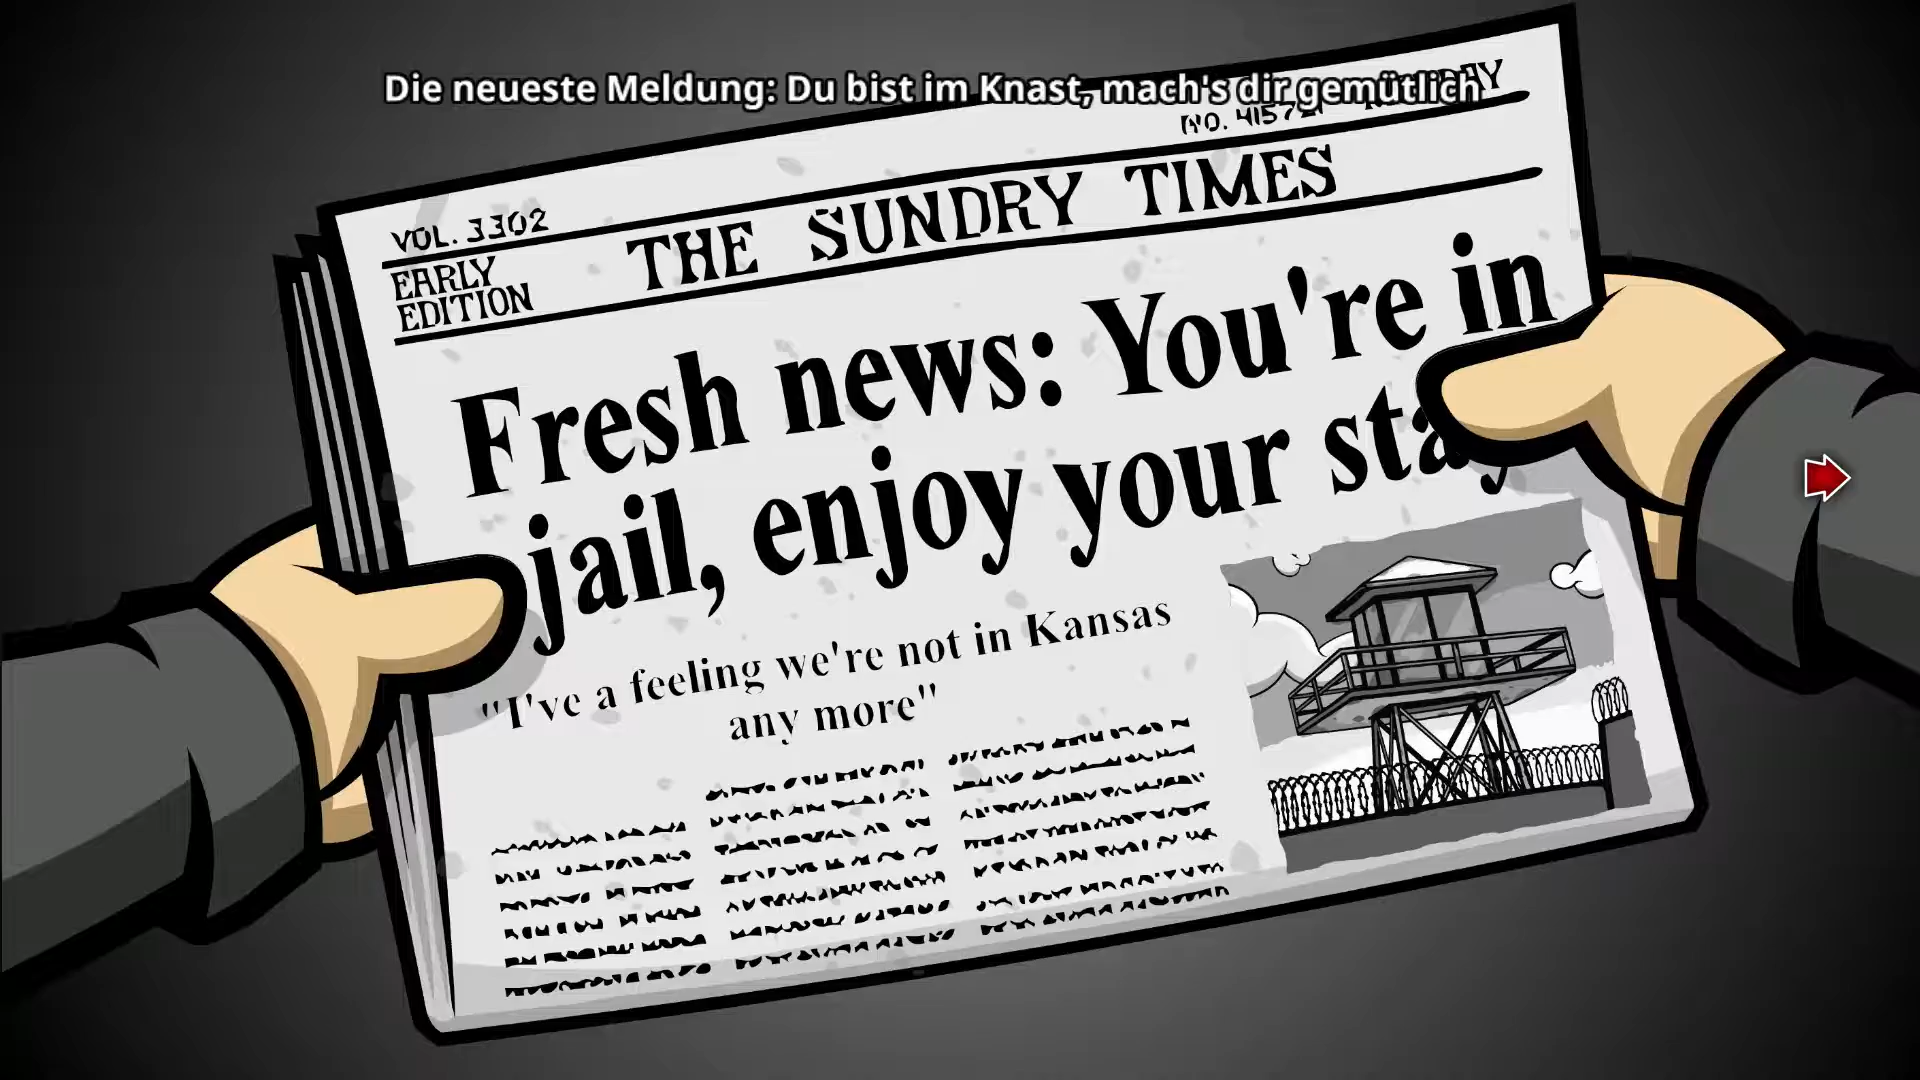 Die neueste Meldung: Du bist im Knast, mach's dir gemütlich
VOL. 3302
EARLY
EDITION
THE SUNDRY TIMES
Fresh news: You're in
jail, enjoy your stay
"I've a feeling we're not in Kansas
any more"